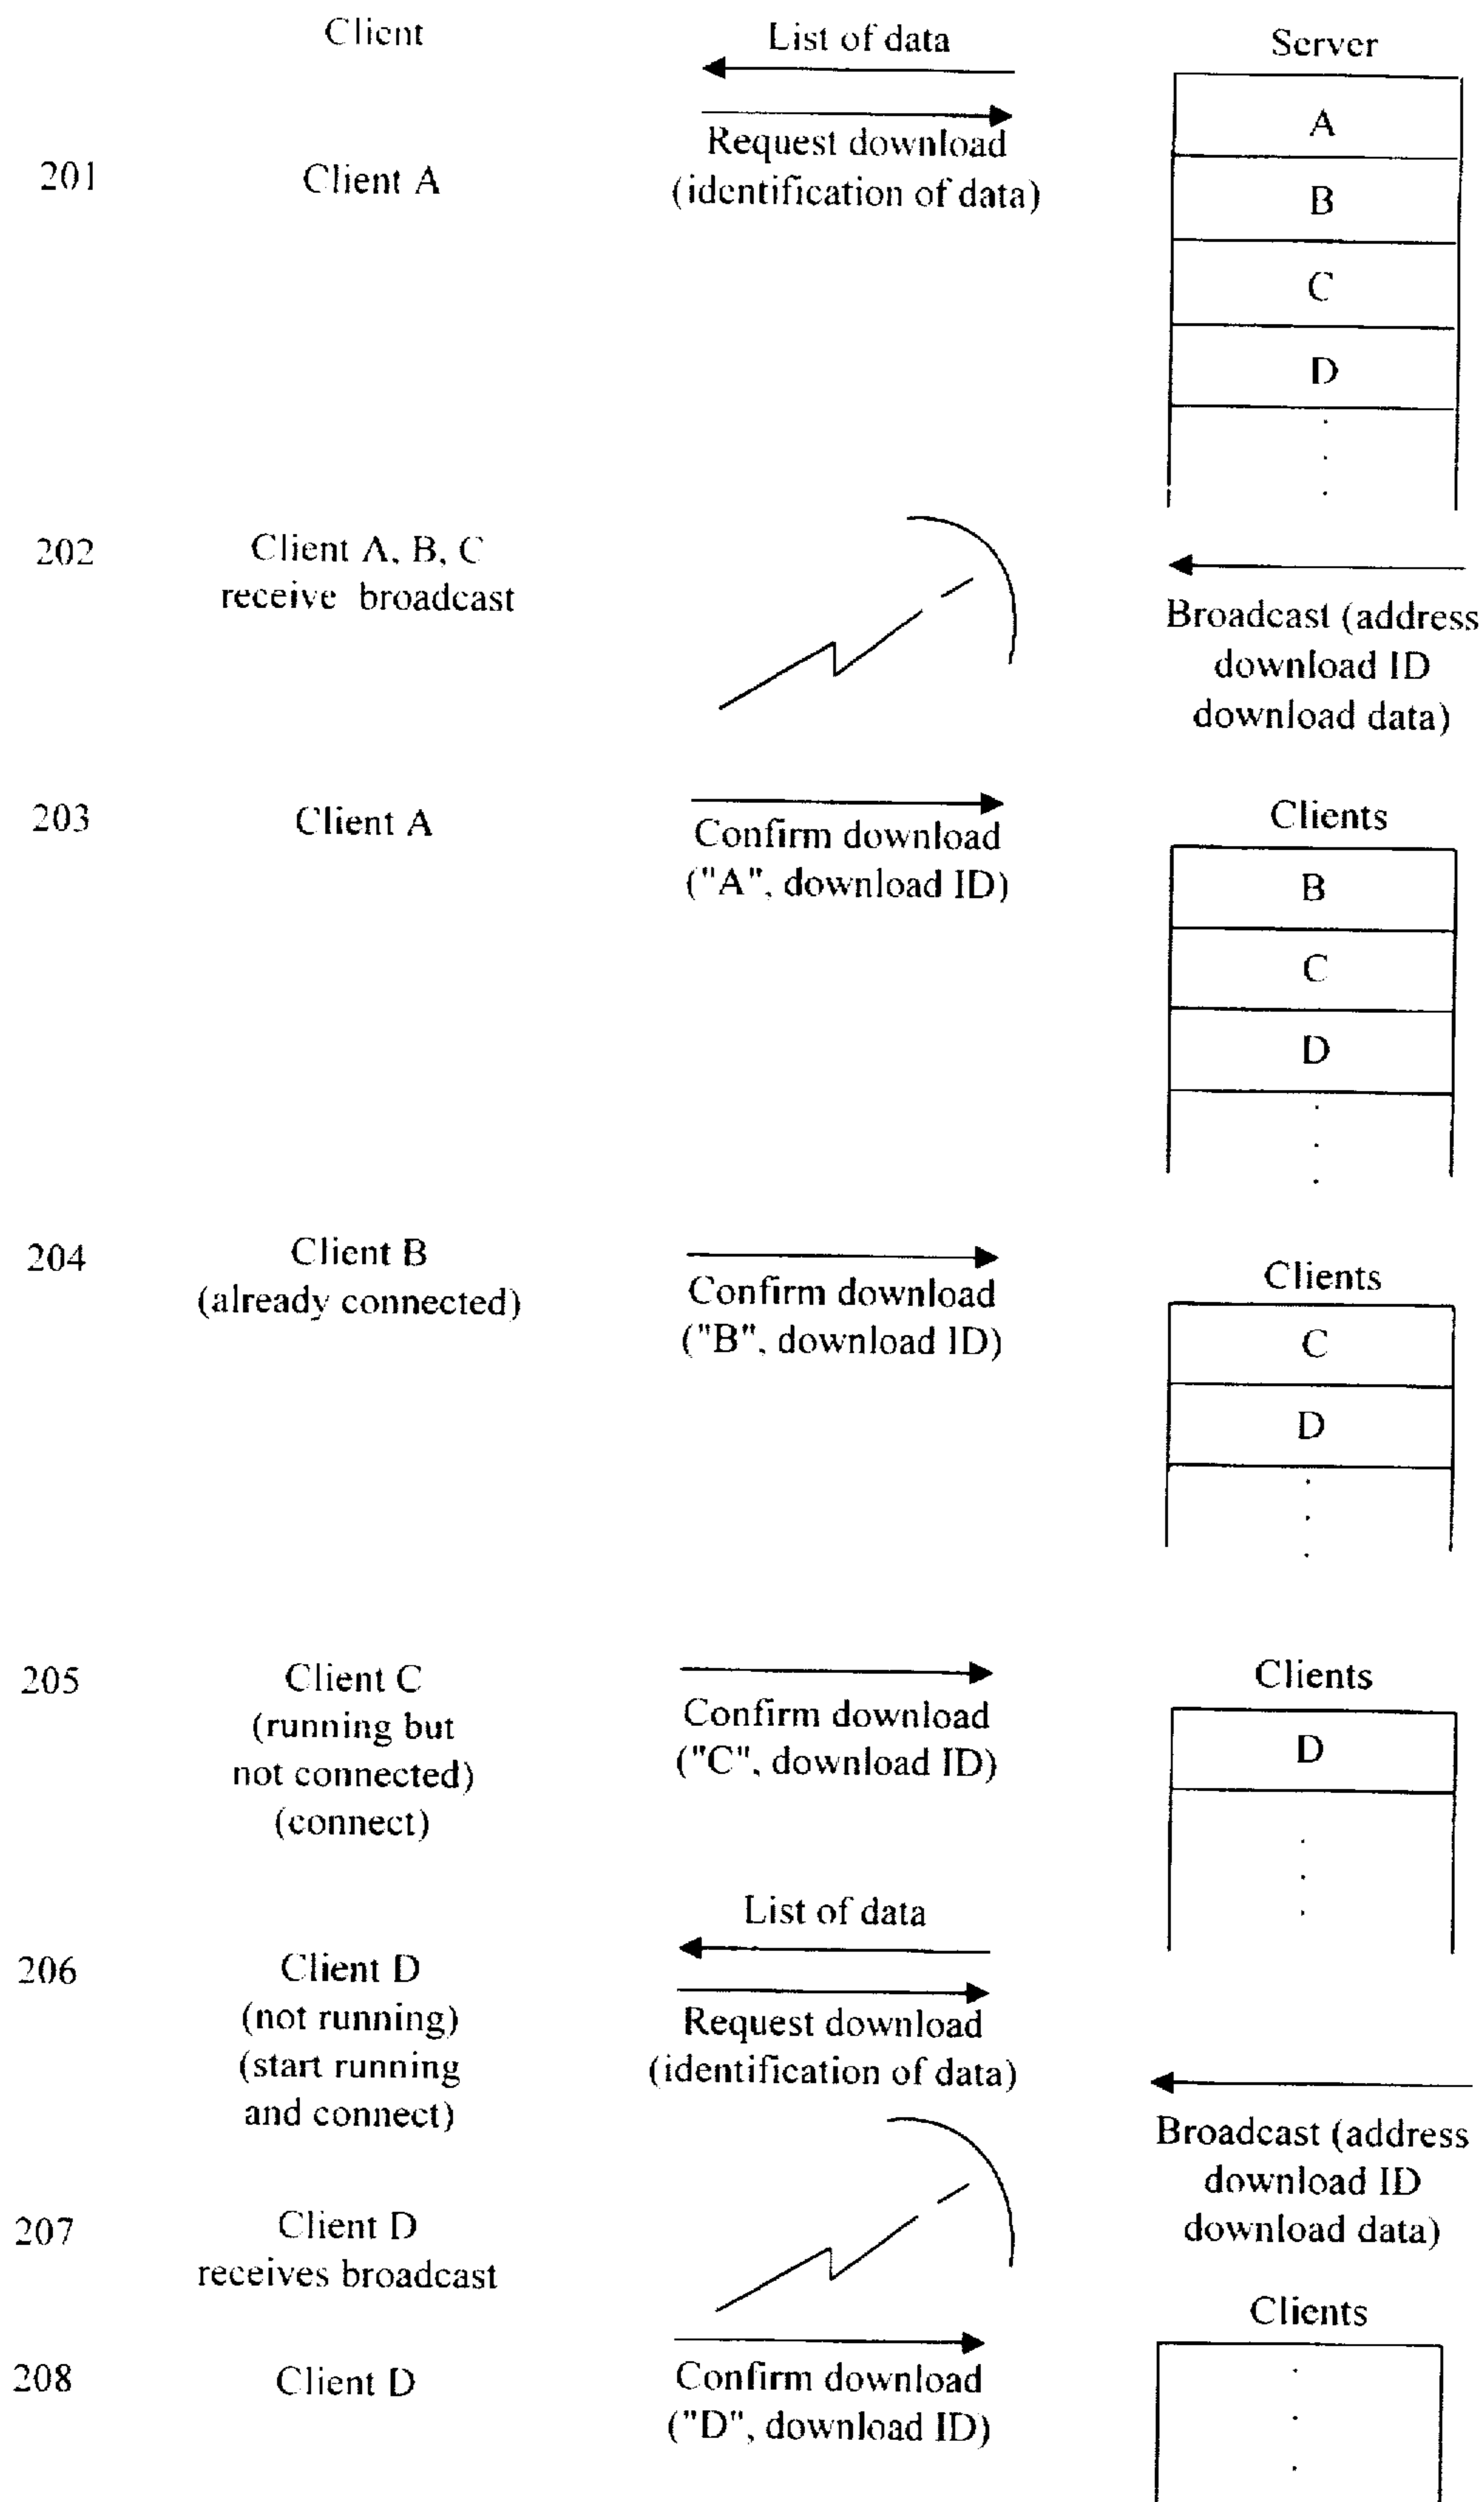 Client
List of data
Server
201
Client A
Request download
(identification of data)
A
B
C
D
202
Client A, B, C
receive broadcast
Broadcast (address
download ID
download data)
203
Client A
Confirm download
("A", download ID)
Clients
B
C
D
204
Client B
(already connected)
Confirm download
("B", download ID)
Clients
C
D
205
Client C
(running but
not connected)
(connect)
Confirm download
("C", download ID)
Clients
D
206
Client D
(not running)
(start running
and connect)
List of data
Request download
(identification of data)
Broadcast (address
download ID
download data)
207
Client D
receives broadcast
208
Client D
Confirm download
("D", download ID)
Clients